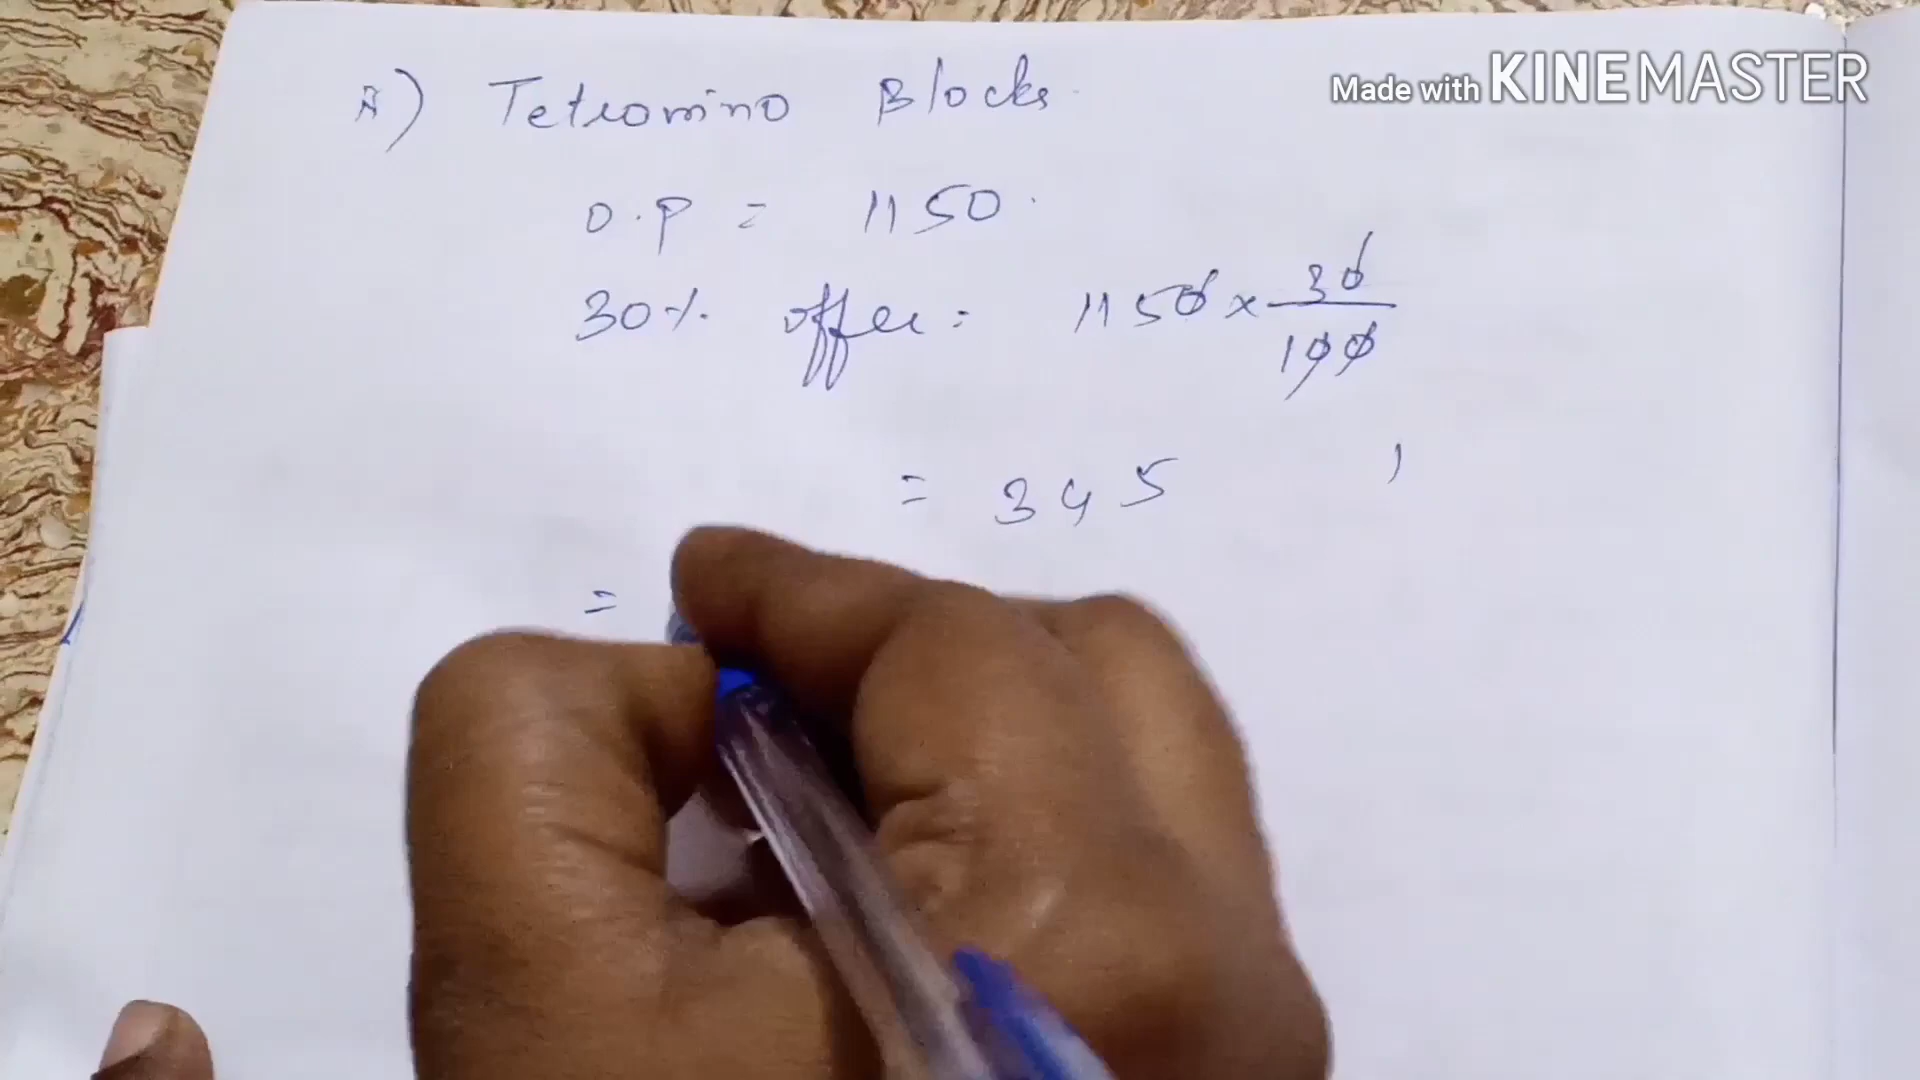 Made with KINEMASTER
A) Tetromino Blocks.
O.P = 1150.
30% offer = 1150 × 30/100
= 345
=